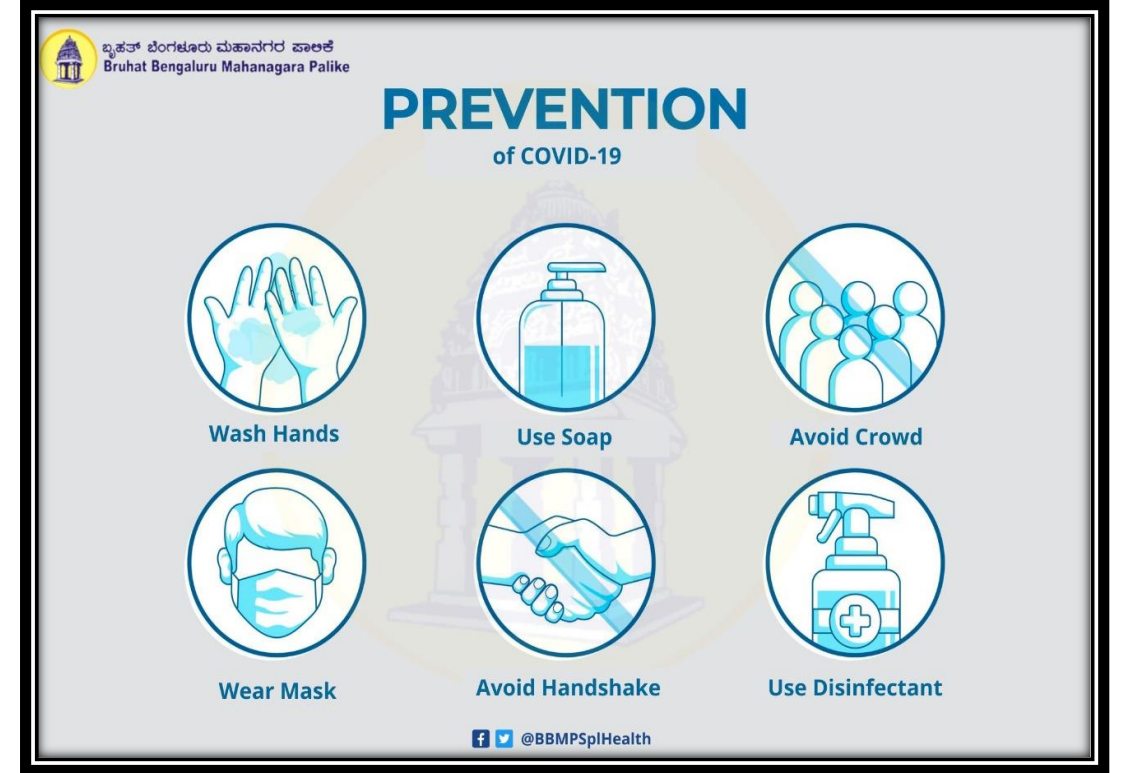 ಬೃಹತ್ ಬೆಂಗಳೂರು ಮಹಾನಗರ ಪಾಲಿಕೆ
Bruhat Bengaluru Mahanagara Palike
PREVENTION
of COVID-19
Wash Hands
Use Soap
Avoid Crowd
Wear Mask
Avoid Handshake
Use Disinfectant
@BBMPSplHealth